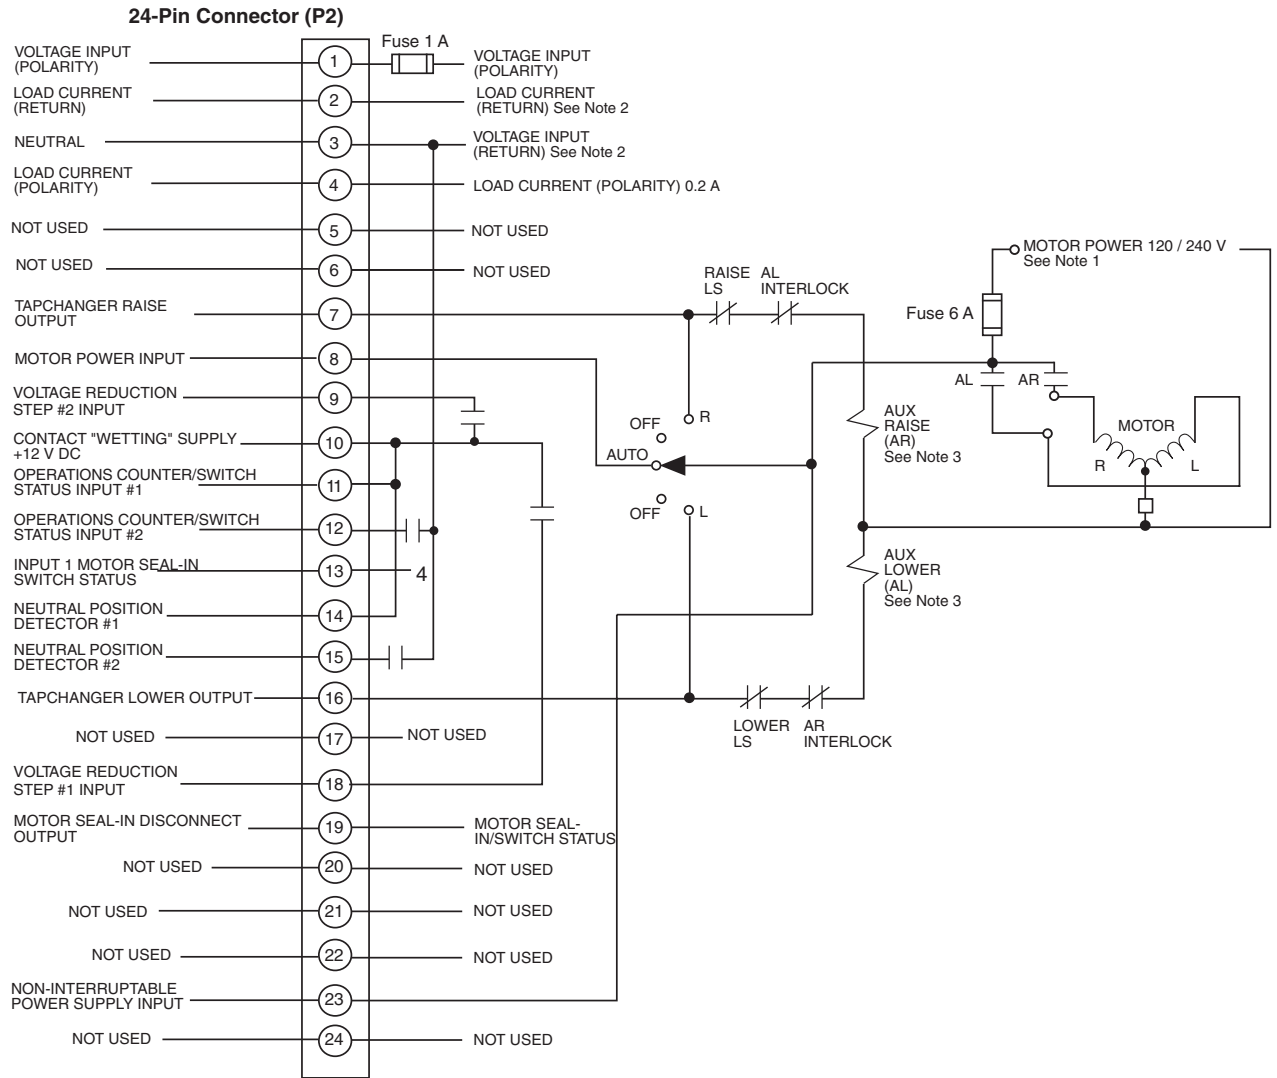 24-Pin Connector (P2)
VOLTAGE INPUT
(POLARITY)
1
Fuse 1 A
VOLTAGE INPUT
(POLARITY)
LOAD CURRENT
(RETURN)
2
LOAD CURRENT
(RETURN) See Note 2
NEUTRAL
3
VOLTAGE INPUT
(RETURN) See Note 2
LOAD CURRENT
(POLARITY)
4
LOAD CURRENT (POLARITY) 0.2 A
NOT USED
5
NOT USED
NOT USED
6
NOT USED
TAPCHANGER RAISE
OUTPUT
7
MOTOR POWER INPUT
8
VOLTAGE REDUCTION
STEP #2 INPUT
9
CONTACT "WETTING" SUPPLY
+12 V DC
10
OPERATIONS COUNTER/SWITCH
STATUS INPUT #1
11
OPERATIONS COUNTER/SWITCH
STATUS INPUT #2
12
INPUT 1 MOTOR SEAL-IN
SWITCH STATUS
13
4
NEUTRAL POSITION
DETECTOR #1
14
NEUTRAL POSITION
DETECTOR #2
15
TAPCHANGER LOWER OUTPUT
16
NOT USED
17
NOT USED
VOLTAGE REDUCTION
STEP #1 INPUT
18
MOTOR SEAL-IN DISCONNECT
OUTPUT
19
MOTOR SEAL-
IN/SWITCH STATUS
NOT USED
20
NOT USED
NOT USED
21
NOT USED
NOT USED
22
NOT USED
NON-INTERRUPTABLE
POWER SUPPLY INPUT
23
NOT USED
24
NOT USED
RAISE
LS
AL
INTERLOCK
OFF
R
AUTO
OFF
L
AUX
RAISE
(AR)
See Note 3
AUX
LOWER
(AL)
See Note 3
LOWER
LS
AR
INTERLOCK
MOTOR POWER 120 / 240 V
See Note 1
Fuse 6 A
AL
AR
MOTOR
R
L